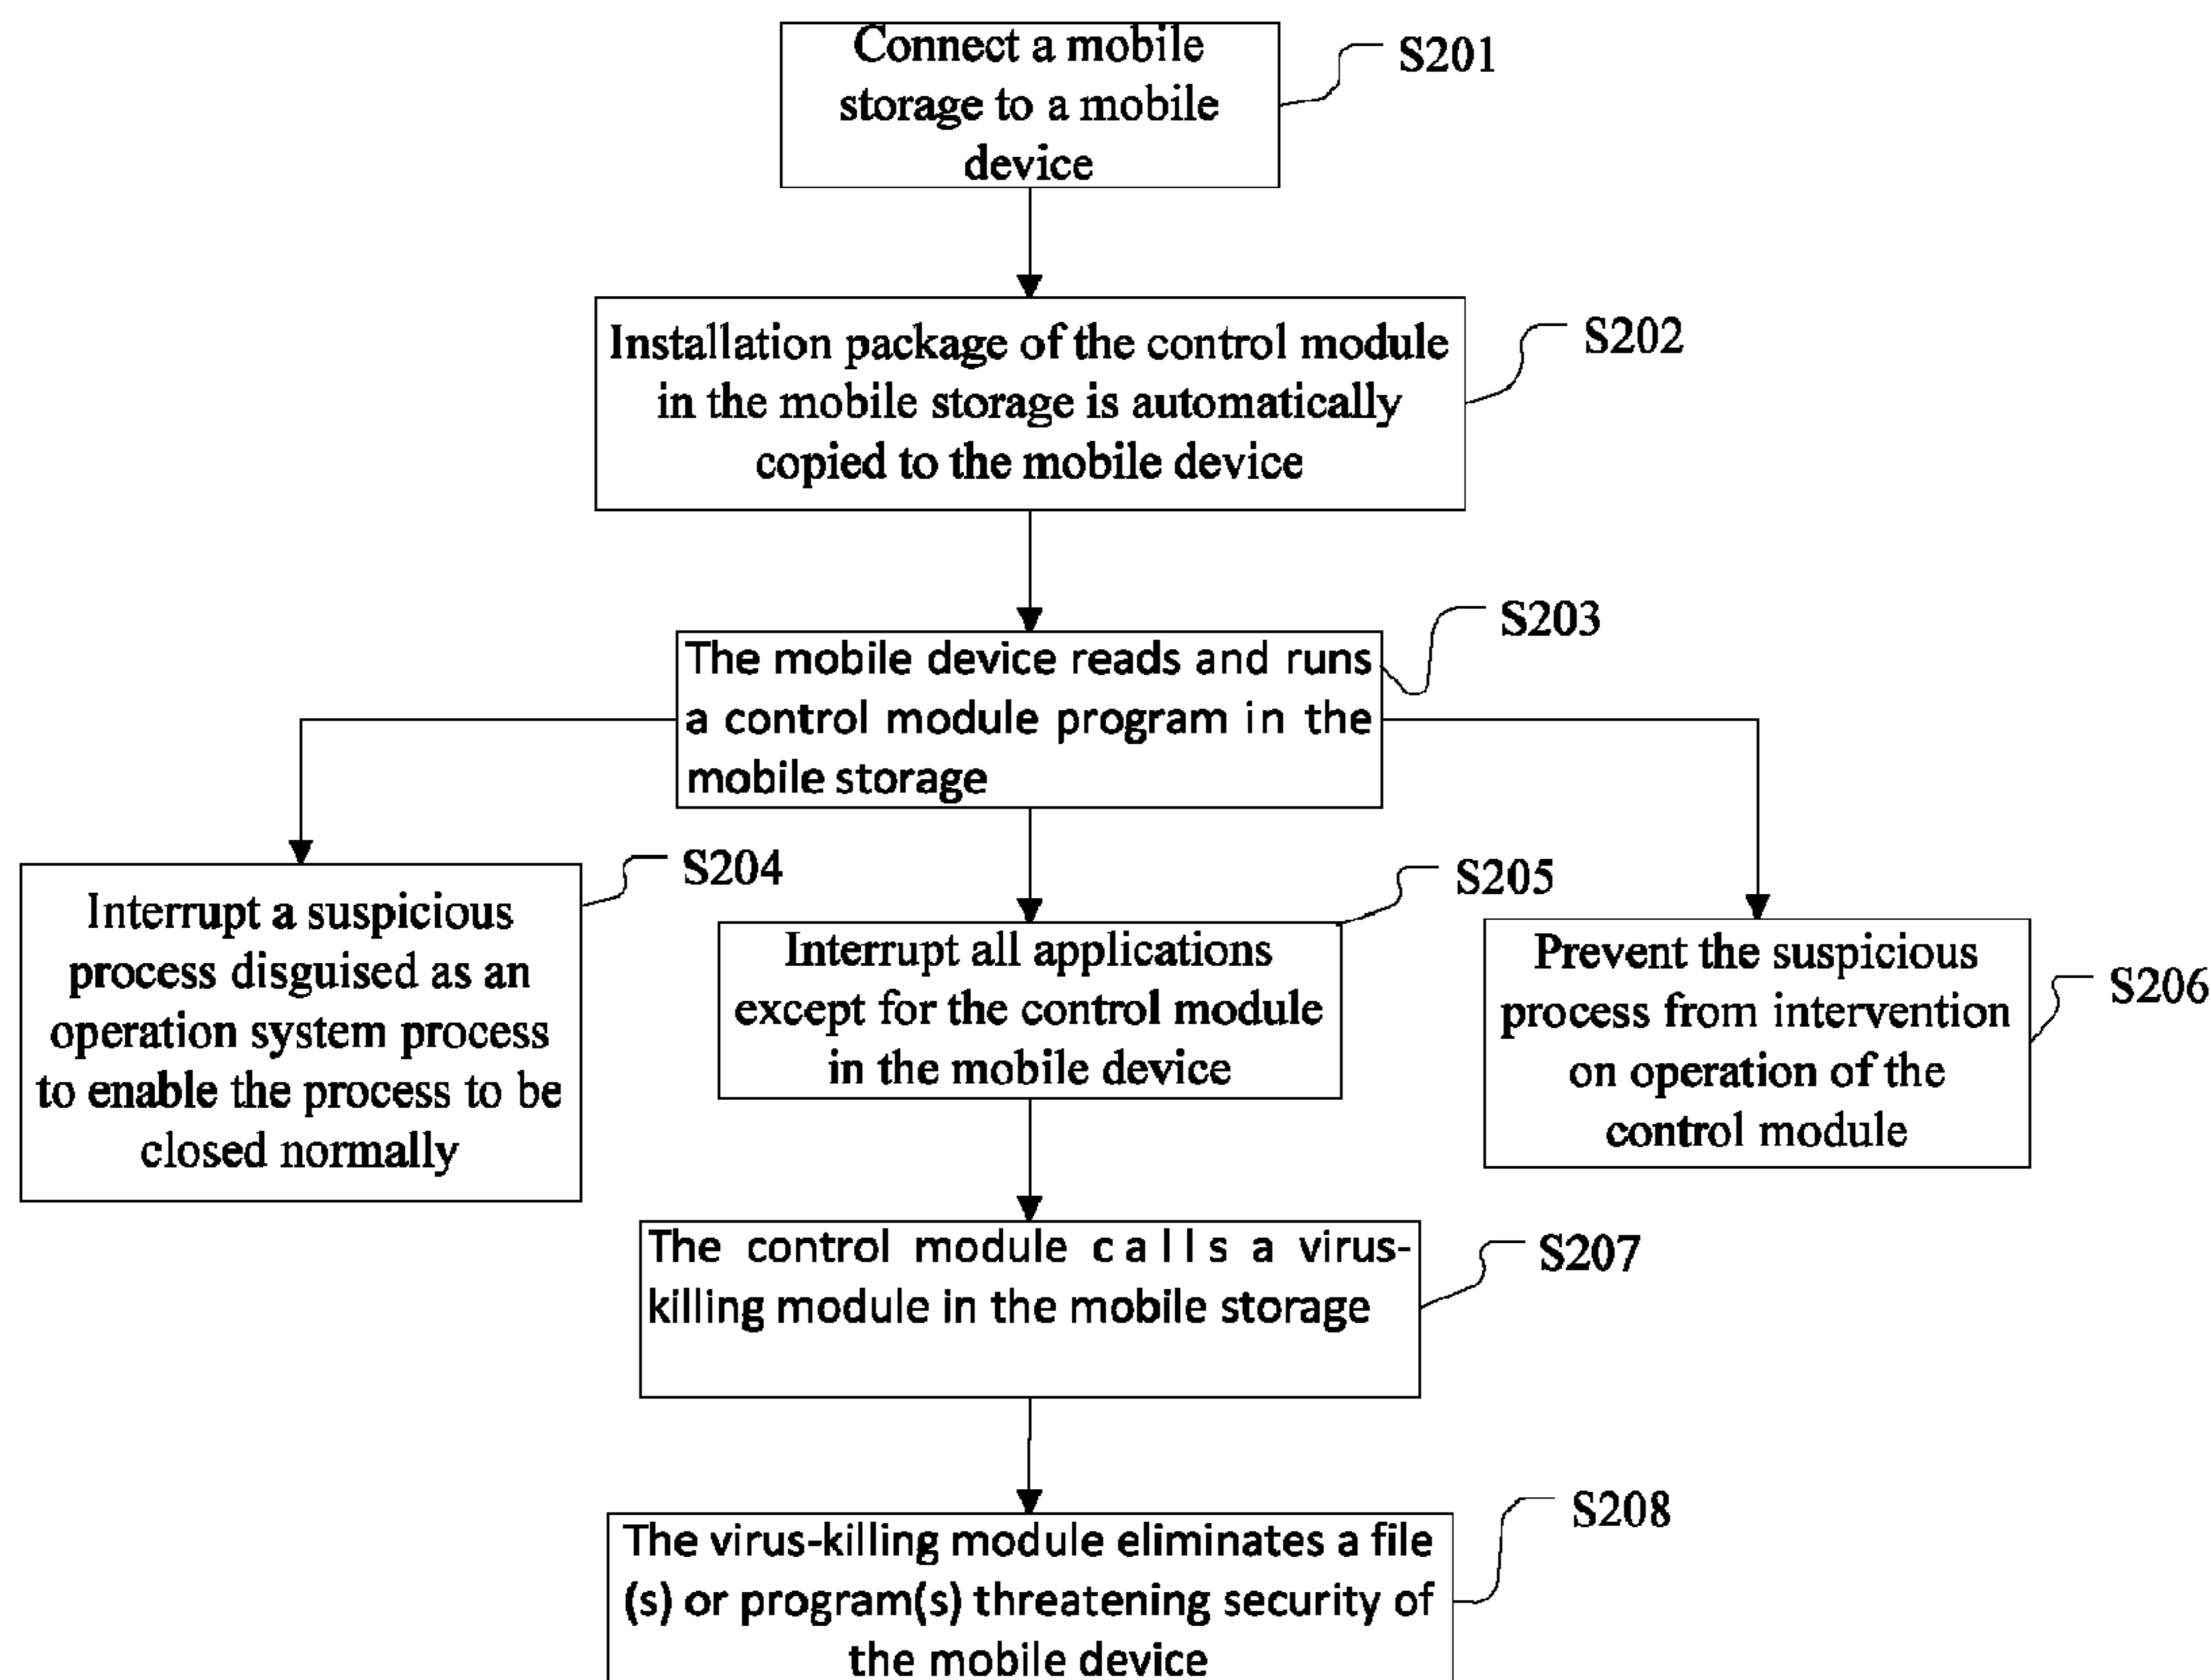 Connect a mobile
storage to a mobile
device
S201
Installation package of the control module
in the mobile storage is automatically
copied to the mobile device
S202
The mobile device reads and runs
a control module program in the
mobile storage
S203
Interrupt a suspicious
process disguised as an
operation system process
to enable the process to be
closed normally
S204
Interrupt all applications
except for the control module
in the mobile device
S205
Prevent the suspicious
process from intervention
on operation of the
control module
S206
The control module calls a virus-
killing module in the mobile storage
S207
The virus-killing module eliminates a file
(s) or program(s) threatening security of
the mobile device
S208